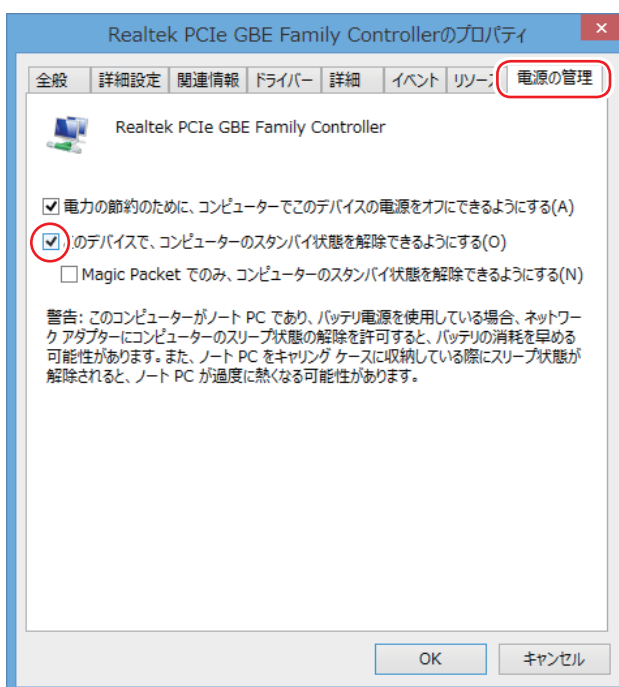 Realtek PCIe GBE Family Controllerのプロパティ
全般 詳細設定 関連情報 ドライバー 詳細 イベント リソース 電源の管理
Realtek PCIe GBE Family Controller
電力の節約のために、コンピューターでこのデバイスの電源をオフにできるようにする(A)
このデバイスで、コンピューターのスタンバイ状態を解除できるようにする(O)
Magic Packet でのみ、コンピューターのスタンバイ状態を解除できるようにする(N)
警告: このコンピューターがノート PC であり、バッテリ電源を使用している場合、ネットワー
ク アダプターにコンピューターのスリープ状態の解除を許可すると、バッテリの消耗を早める
可能性があります。また、ノート PC をキャリング ケースに収納している際にスリープ状態が
解除されると、ノート PC が過度に熱くなる可能性があります。
OK キャンセル